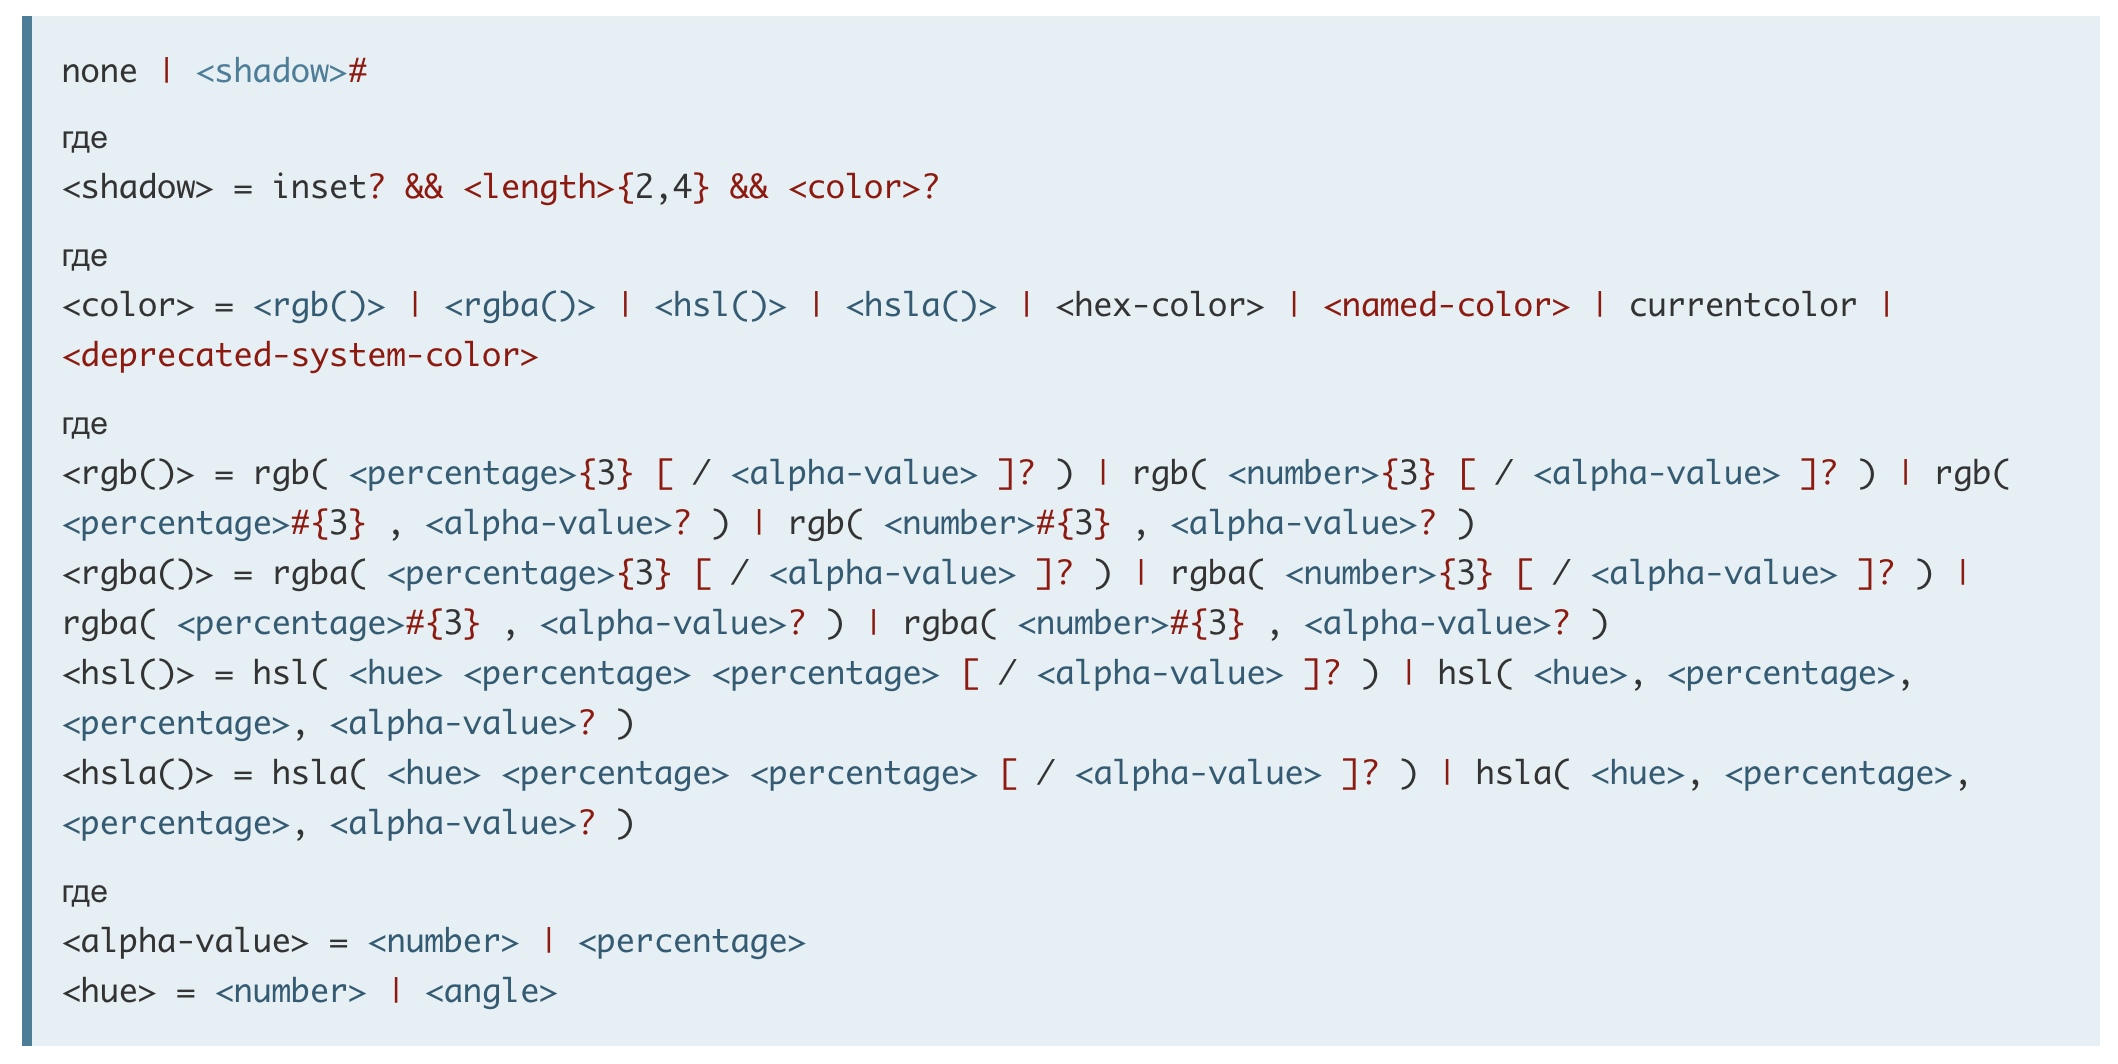 none | <shadow>#
где
<shadow> = inset? && <length>{2,4} && <color>?
где
<color> = <rgb()> | <rgba()> | <hsl()> | <hsla()> | <hex-color> | <named-color> | currentcolor |
<deprecated-system-color>
где
<rgb()> = rgb( <percentage>{3} [ / <alpha-value> ]? ) | rgb( <number>{3} [ / <alpha-value> ]? ) | rgb(
<percentage>#{3} , <alpha-value>? ) | rgb( <number>#{3} , <alpha-value>? )
<rgba()> = rgba( <percentage>{3} [ / <alpha-value> ]? ) | rgba( <number>{3} [ / <alpha-value> ]? ) |
rgba( <percentage>#{3} , <alpha-value>? ) | rgba( <number>#{3} , <alpha-value>? )
<hsl()> = hsl( <hue> <percentage> <percentage> [ / <alpha-value> ]? ) | hsl( <hue>, <percentage>,
<percentage>, <alpha-value>? )
<hsla()> = hsla( <hue> <percentage> <percentage> [ / <alpha-value> ]? ) | hsla( <hue>, <percentage>,
<percentage>, <alpha-value>? )
где
<alpha-value> = <number> | <percentage>
<hue> = <number> | <angle>